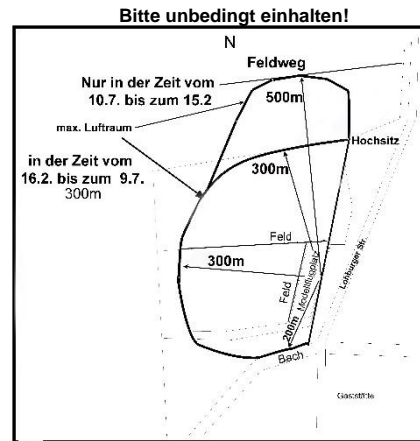 Bitte unbedingt einhalten!
N
Feldweg
Nur in der Zeit vom
10.7. bis zum 15.2
500m
max. Luftraum
Hochsitz
in der Zeit vom
16.2. bis zum 9.7.
300m
300m
Feld
300m
Feld
Modellflugplatz
Lohburger Str.
200m
Bach
Gaststätte